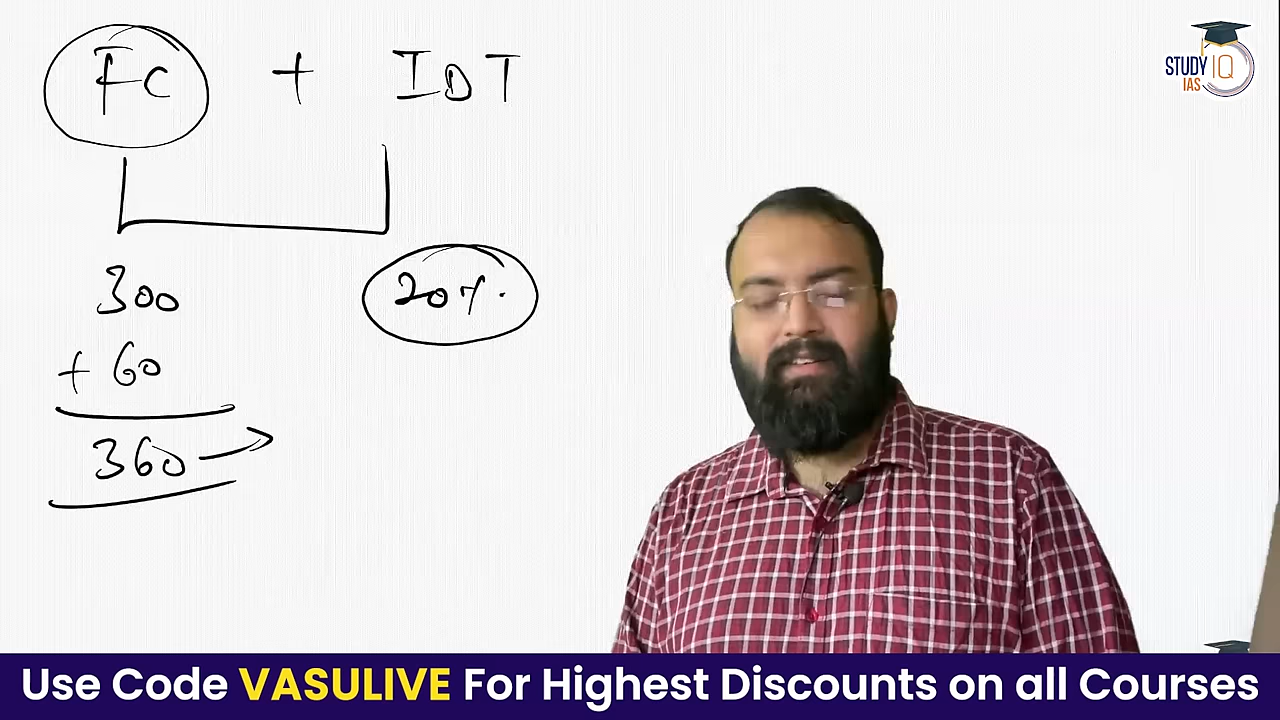 FC + IDT
300
20%.
+ 60
360 →
STUDY IQ
IAS
Use Code VASULIVE For Highest Discounts on all Courses